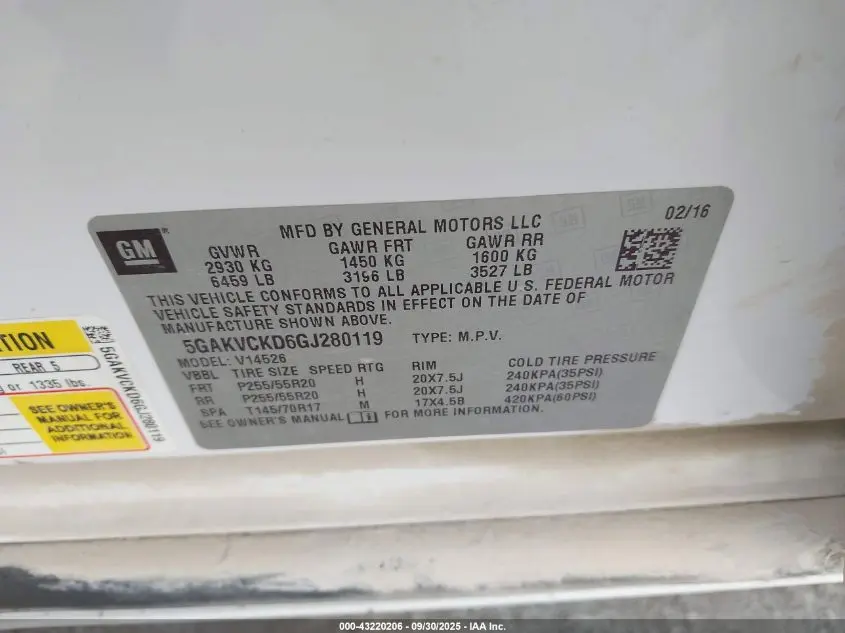 MFD BY GENERAL MOTORS LLC
02/16
GM
GVWR GAWR FRT GAWR RR
2930 KG 1450 KG 1600 KG
6459 LB 3196 LB 3527 LB
THIS VEHICLE CONFORMS TO ALL APPLICABLE U.S. FEDERAL MOTOR
VEHICLE SAFETY STANDARDS IN EFFECT ON THE DATE OF
MANUFACTURE SHOWN ABOVE.
5GAKVCKD6GJ280119 TYPE: M.P.V.
MODEL: V14526
VBBL TIRE SIZE SPEED RTG RIM COLD TIRE PRESSURE
FRT P255/55R20 H 20X7.5J 240KPA(35PSI)
RR P255/55R20 H 20X7.5J 240KPA(35PSI)
SPA T145/70R17 M 17X4.5B 420KPA(60PSI)
SEE OWNER'S MANUAL FOR MORE INFORMATION.
TION
REAR 5
or 1335 lbs.
SEE OWNER'S
MANUAL FOR
ADDITIONAL
INFORMATION
5GAKVCKD6GJ280119
000-43220206 - 09/30/2025 - IAA Inc.